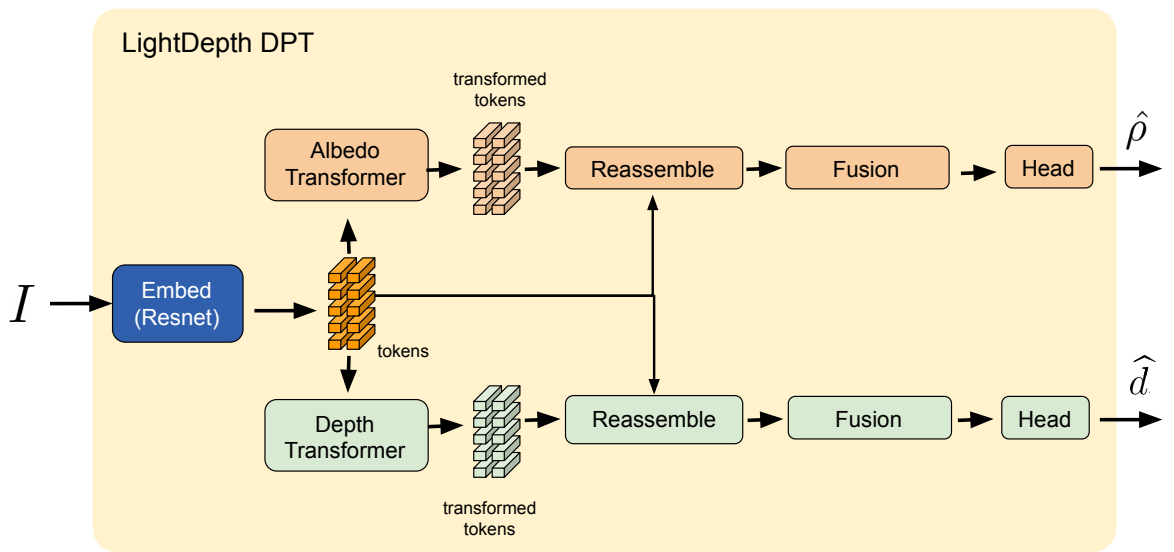 LightDepth DPT
transformed
tokens
Albedo
Transformer
Reassemble
Fusion
Head
ρ̂
I
Embed
(Resnet)
tokens
Depth
Transformer
transformed
tokens
Reassemble
Fusion
Head
d̂